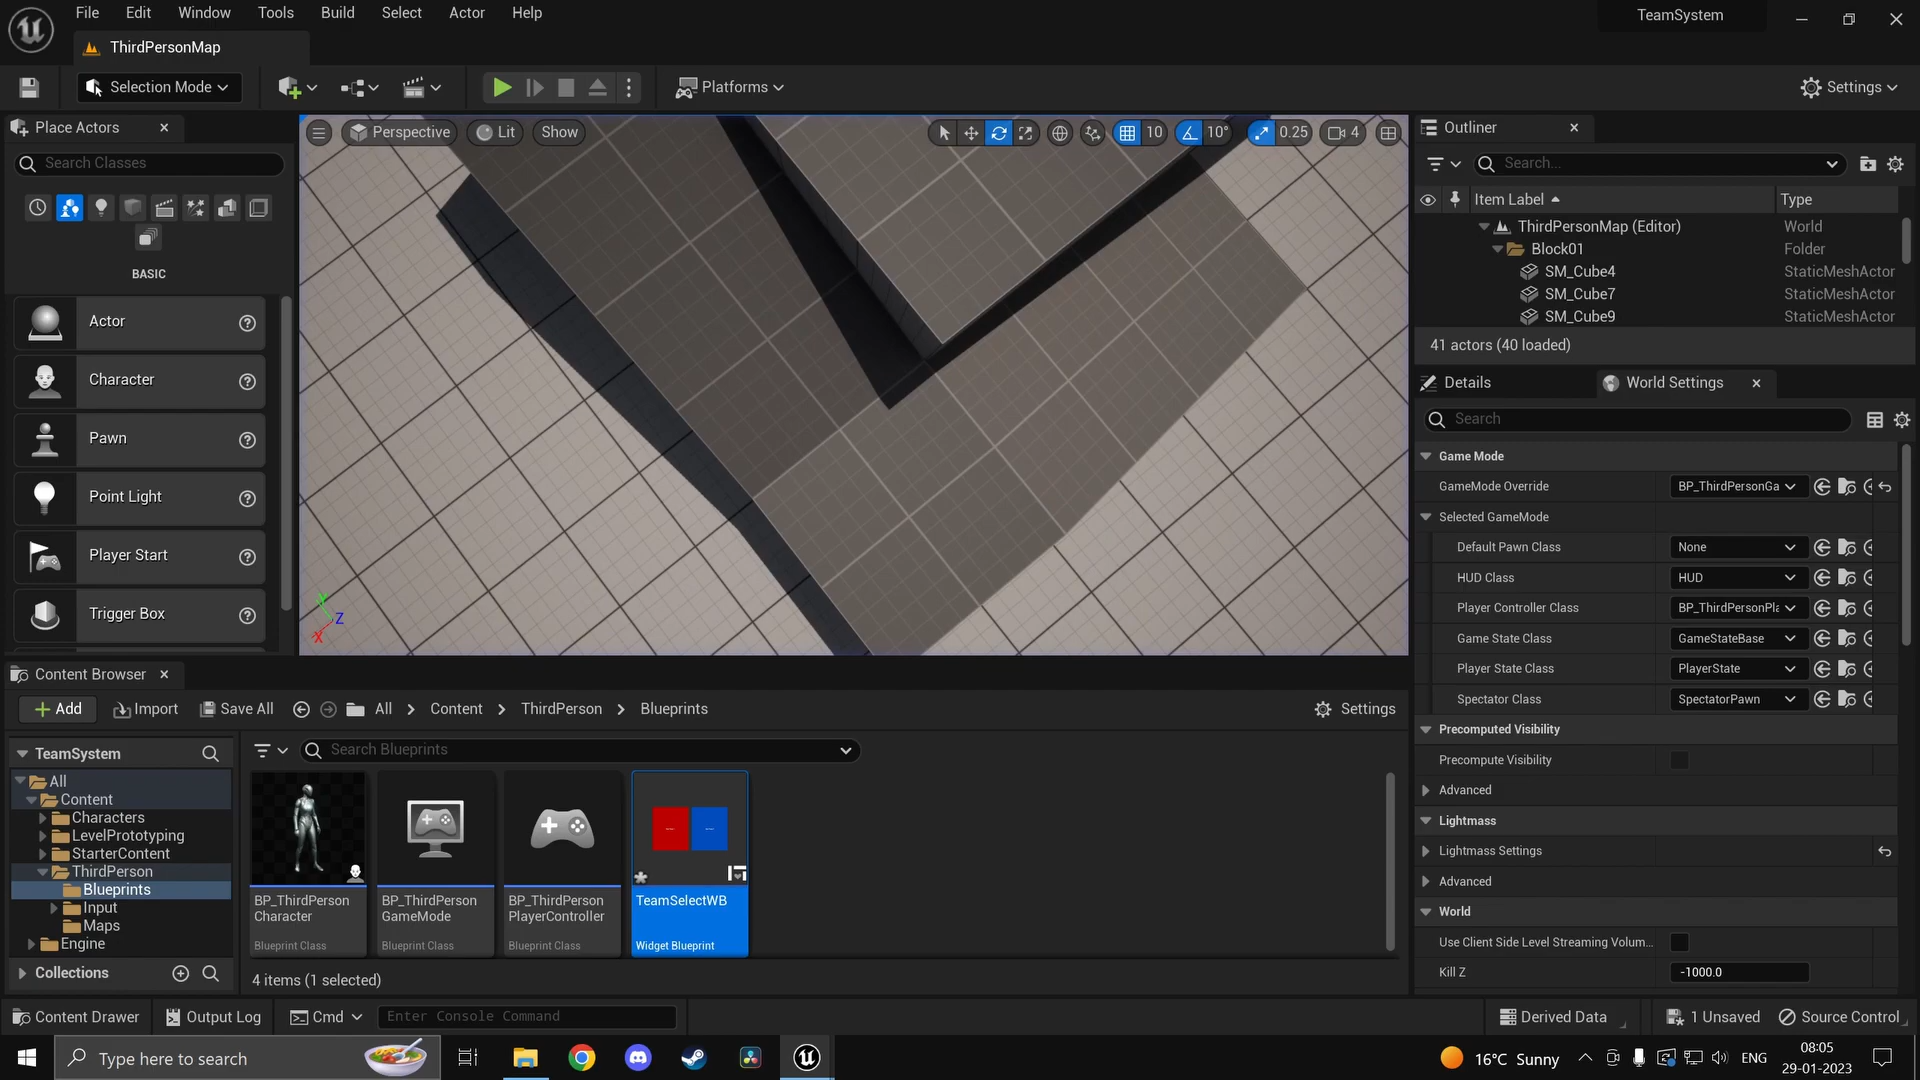 File Edit Window Tools Build Select Actor Help
TeamSystem
ThirdPersonMap
Selection Mode
Platforms
Settings
Place Actors
Search Classes
BASIC
Actor
Character
Pawn
Point Light
Player Start
Trigger Box
Perspective Lit Show
10 10° 0.25 4
X Y Z
Outliner
Search...
Item Label Type
ThirdPersonMap (Editor) World
Block01 Folder
SM_Cube4 StaticMeshActor
SM_Cube7 StaticMeshActor
SM_Cube9 StaticMeshActor
41 actors (40 loaded)
Details World Settings
Search
Game Mode
GameMode Override BP_ThirdPersonGa
Selected GameMode
Default Pawn Class None
HUD Class HUD
Player Controller Class BP_ThirdPersonPla
Game State Class GameStateBase
Player State Class PlayerState
Spectator Class SpectatorPawn
Precomputed Visibility
Precompute Visibility
Advanced
Lightmass
Lightmass Settings
Advanced
World
Use Client Side Level Streaming Volum...
Kill Z -1000.0
Content Browser
Add Import Save All All Content ThirdPerson Blueprints Settings
TeamSystem
Search Blueprints
All
Content
Characters
LevelPrototyping
StarterContent
ThirdPerson
Blueprints
Input
Maps
Engine
Collections
BP_ThirdPerson
Character
Blueprint Class
BP_ThirdPerson
GameMode
Blueprint Class
BP_ThirdPerson
PlayerController
Blueprint Class
TeamSelectWB
Widget Blueprint
4 items (1 selected)
Content Drawer Output Log Cmd Enter Console Command Derived Data 1 Unsaved Source Control
Type here to search
16°C Sunny ENG
08:05
29-01-2023